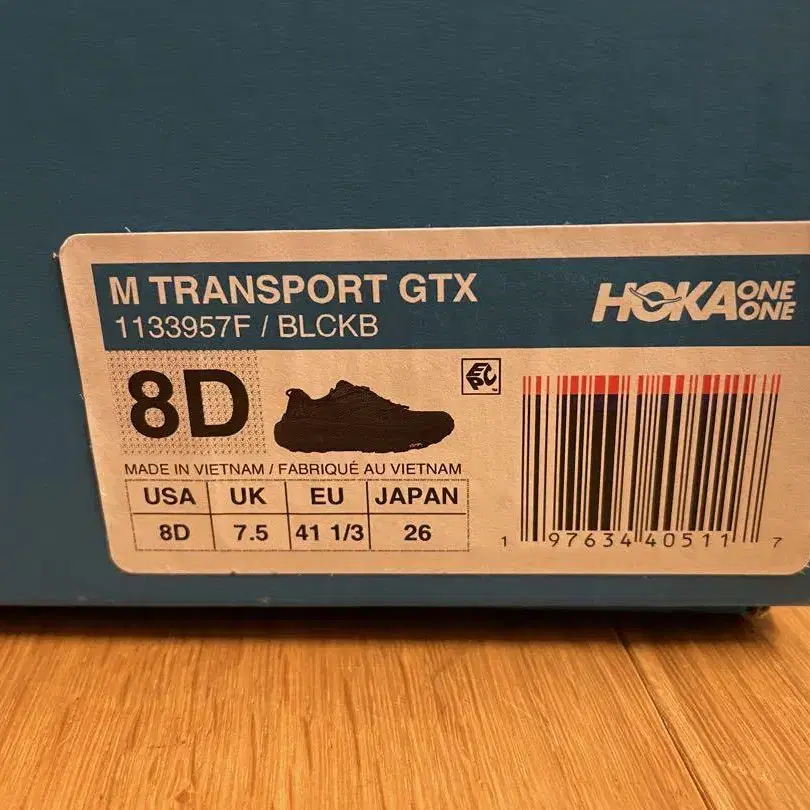 M TRANSPORT GTX
1133957F / BLCKB
HOKA ONE ONE
8D
EPC
MADE IN VIETNAM / FABRIQUÉ AU VIETNAM
USA UK EU JAPAN
8D 7.5 41 1/3 26
1 97634 40511 7